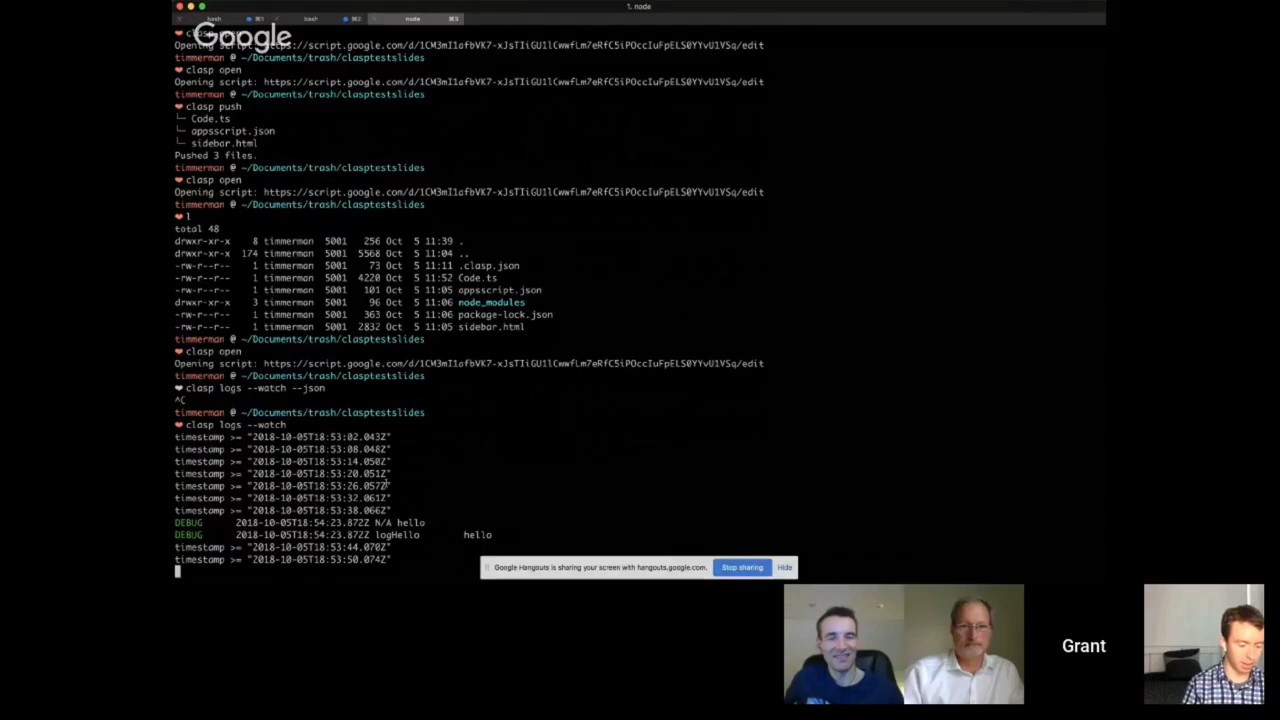 1. node
bash ⌘1 bash ⌘2 node ⌘3
Google
clasp open
Opening script: https://script.google.com/d/1CM3mI1afbVK7-xJsTIiGU1lCwwfLm7eRfC5iPOccIuFpELS0YYvU1VSq/edit
timmerman @ ~/Documents/trash/clasptestslides
❤ clasp open
Opening script: https://script.google.com/d/1CM3mI1afbVK7-xJsTIiGU1lCwwfLm7eRfC5iPOccIuFpELS0YYvU1VSq/edit
timmerman @ ~/Documents/trash/clasptestslides
❤ clasp push
└─ Code.ts
└─ appsscript.json
└─ sidebar.html
Pushed 3 files.
timmerman @ ~/Documents/trash/clasptestslides
❤ clasp open
Opening script: https://script.google.com/d/1CM3mI1afbVK7-xJsTIiGU1lCwwfLm7eRfC5iPOccIuFpELS0YYvU1VSq/edit
timmerman @ ~/Documents/trash/clasptestslides
❤ l
total 48
drwxr-xr-x 8 timmerman 5001 256 Oct 5 11:39 .
drwxr-xr-x 174 timmerman 5001 5568 Oct 5 11:04 ..
-rw-r--r-- 1 timmerman 5001 73 Oct 5 11:11 .clasp.json
-rw-r--r-- 1 timmerman 5001 4220 Oct 5 11:52 Code.ts
-rw-r--r-- 1 timmerman 5001 101 Oct 5 11:05 appsscript.json
drwxr-xr-x 3 timmerman 5001 96 Oct 5 11:06 node_modules
-rw-r--r-- 1 timmerman 5001 363 Oct 5 11:06 package-lock.json
-rw-r--r-- 1 timmerman 5001 2832 Oct 5 11:05 sidebar.html
timmerman @ ~/Documents/trash/clasptestslides
❤ clasp open
Opening script: https://script.google.com/d/1CM3mI1afbVK7-xJsTIiGU1lCwwfLm7eRfC5iPOccIuFpELS0YYvU1VSq/edit
timmerman @ ~/Documents/trash/clasptestslides
❤ clasp logs --watch --json
^C
timmerman @ ~/Documents/trash/clasptestslides
❤ clasp logs --watch
timestamp >= "2018-10-05T18:53:02.043Z"
timestamp >= "2018-10-05T18:53:08.048Z"
timestamp >= "2018-10-05T18:53:14.050Z"
timestamp >= "2018-10-05T18:53:20.051Z"
timestamp >= "2018-10-05T18:53:26.057Z"
timestamp >= "2018-10-05T18:53:32.061Z"
timestamp >= "2018-10-05T18:53:38.066Z"
DEBUG 2018-10-05T18:54:23.872Z N/A hello
DEBUG 2018-10-05T18:54:23.872Z logHello hello
timestamp >= "2018-10-05T18:53:44.070Z"
timestamp >= "2018-10-05T18:53:50.074Z"
Google Hangouts is sharing your screen with hangouts.google.com. Stop sharing Hide
Grant